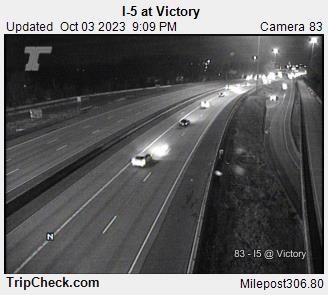 I-5 at Victory
Updated Oct 03 2023 9:09 PM Camera 83
T
N
83 - I5 @ Victory
TripCheck.com Milepost306.80